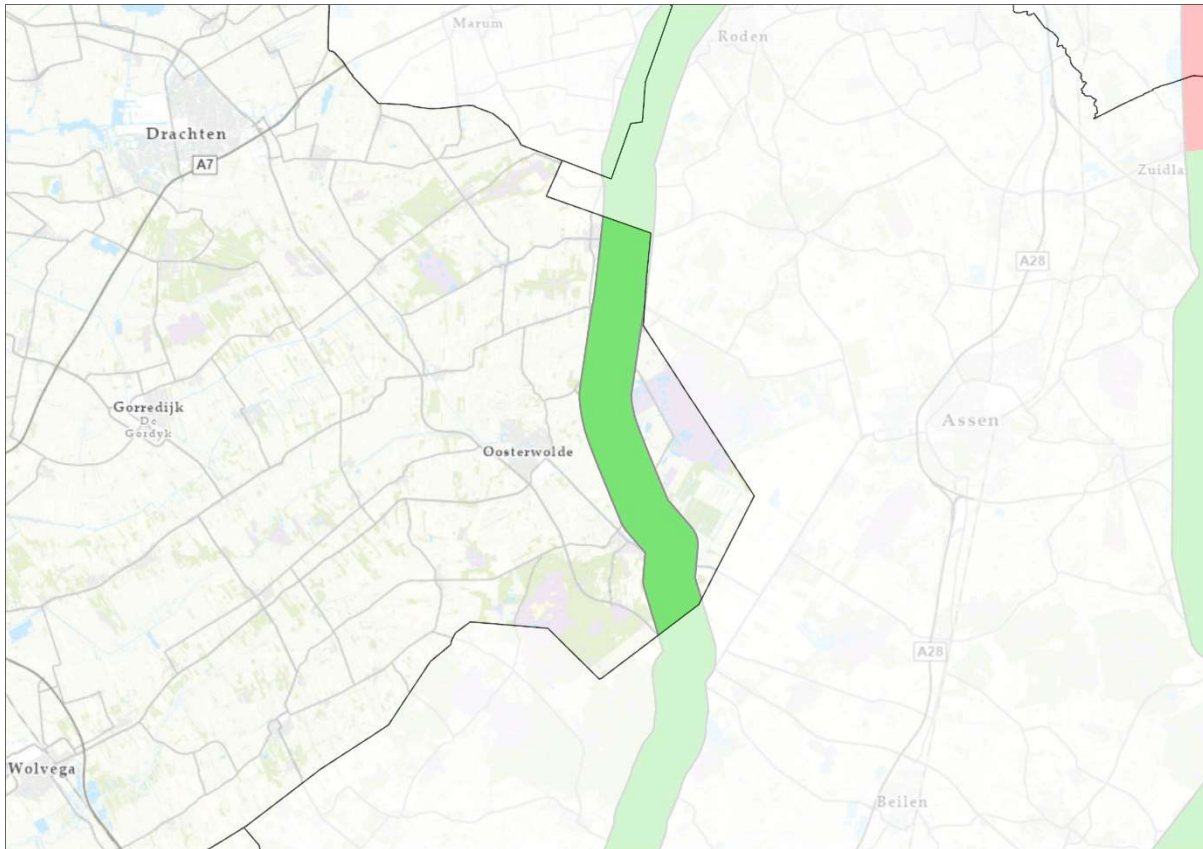 Marum
Roden
Drachten
A7
Zuidla
A28
Gorredijk
De
Gordyk
Assen
Oosterwolde
A28
Wolvega
Beilen